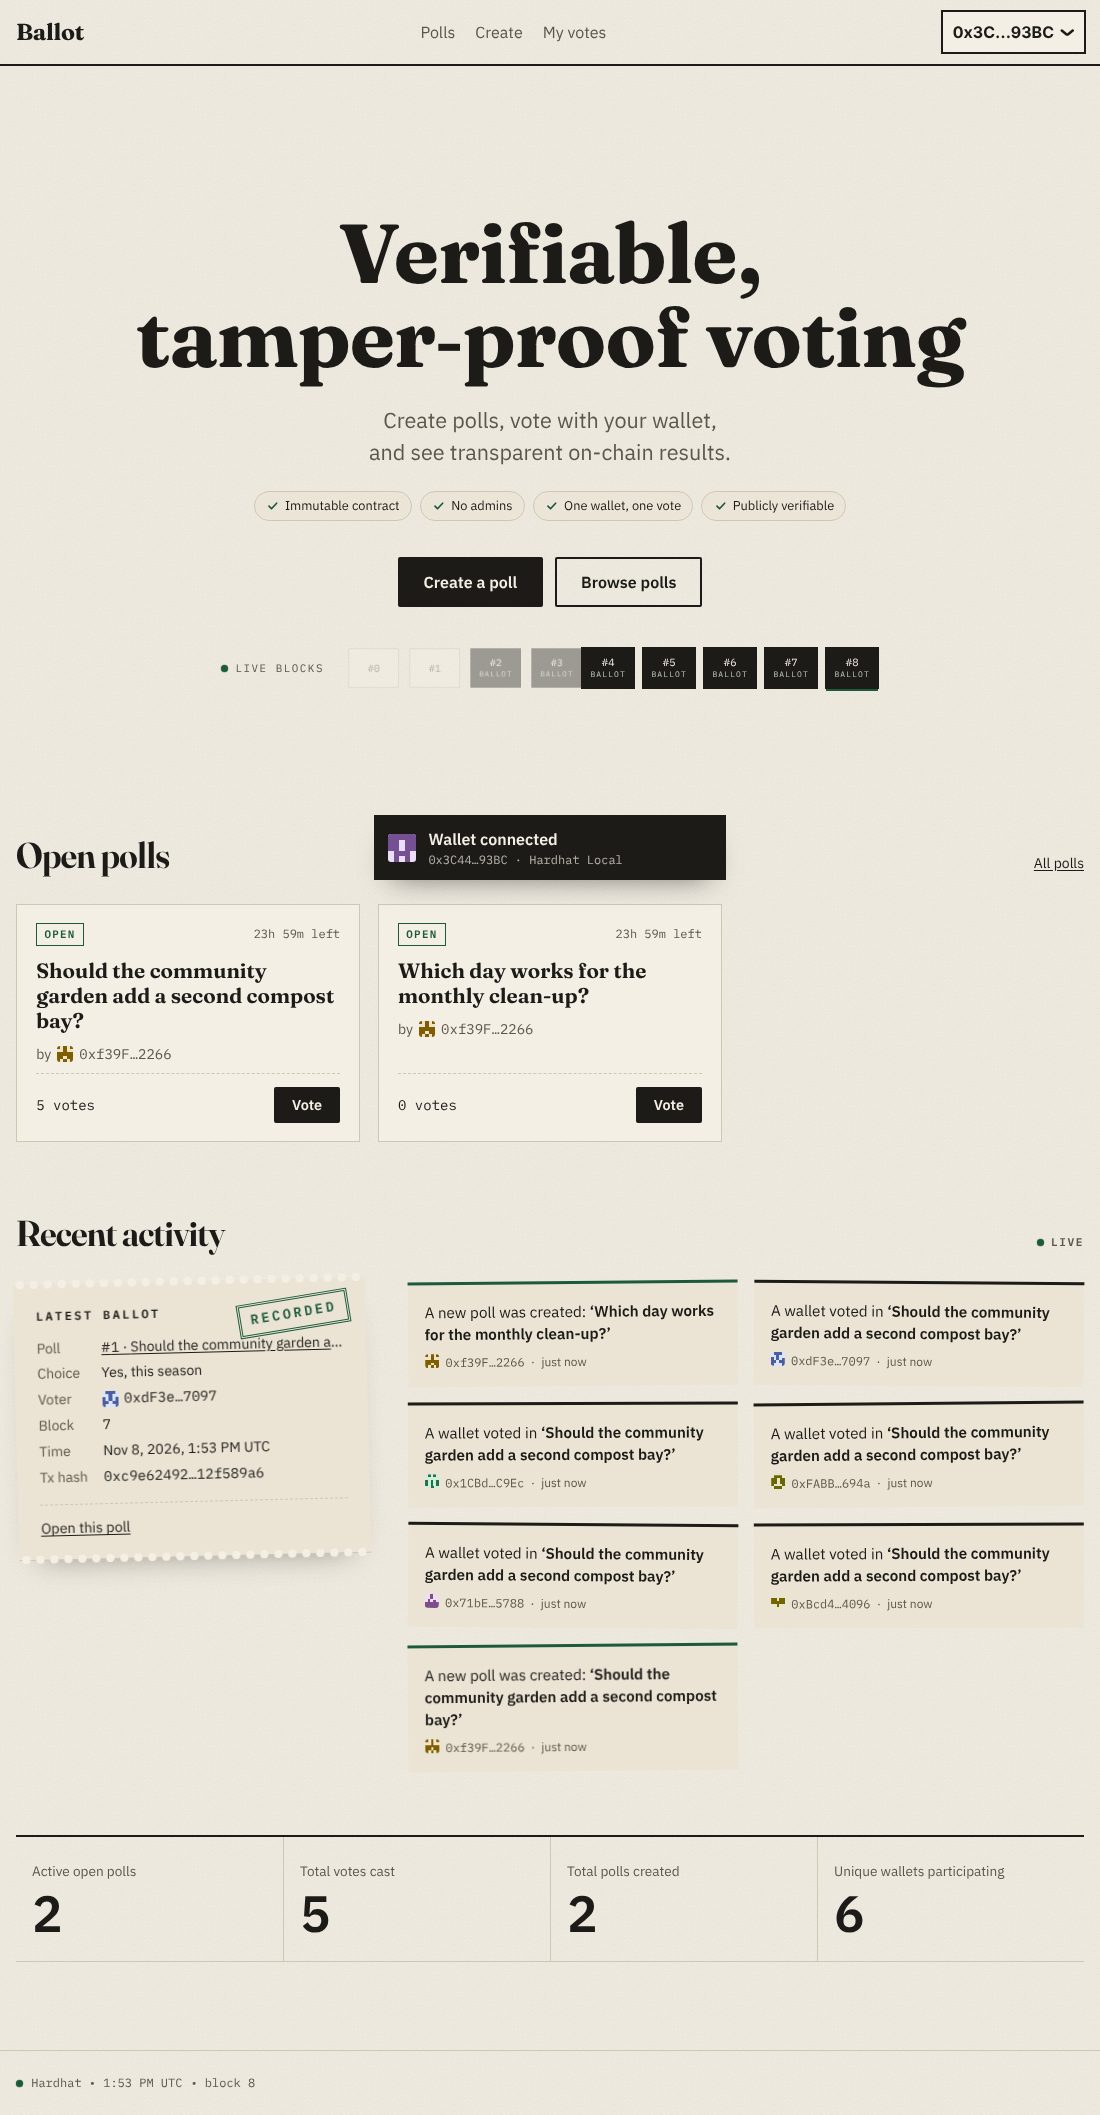 Ballot
Polls
Create
My votes
0x3C...93BC
Verifiable,
tamper-proof voting
Create polls, vote with your wallet,
and see transparent on-chain results.
Immutable contract
No admins
One wallet, one vote
Publicly verifiable
Create a poll
Browse polls
LIVE BLOCKS
#0
#1
#2
BALLOT
#3
BALLOT
#4
BALLOT
#5
BALLOT
#6
BALLOT
#7
BALLOT
#8
BALLOT
Open polls
Wallet connected
0x3C44…93BC · Hardhat Local
All polls
OPEN
23h 59m left
Should the community
garden add a second compost
bay?
by 0xf39F…2266
5 votes
Vote
OPEN
23h 59m left
Which day works for the
monthly clean-up?
by 0xf39F…2266
0 votes
Vote
Recent activity
LIVE
LATEST BALLOT
RECORDED
Poll #1 · Should the community garden a...
Choice Yes, this season
Voter 0xdF3e…7097
Block 7
Time Nov 8, 2026, 1:53 PM UTC
Tx hash 0xc9e62492…12f589a6
Open this poll
A new poll was created: ‘Which day works
for the monthly clean-up?’
0xf39F…2266 · just now
A wallet voted in ‘Should the community
garden add a second compost bay?’
0xdF3e…7097 · just now
A wallet voted in ‘Should the community
garden add a second compost bay?’
0x1CBd…C9Ec · just now
A wallet voted in ‘Should the community
garden add a second compost bay?’
0xFABB…694a · just now
A wallet voted in ‘Should the community
garden add a second compost bay?’
0x71bE…5788 · just now
A wallet voted in ‘Should the community
garden add a second compost bay?’
0xBcd4…4096 · just now
A new poll was created: ‘Should the
community garden add a second compost
bay?’
0xf39F…2266 · just now
Active open polls
2
Total votes cast
5
Total polls created
2
Unique wallets participating
6
Hardhat • 1:53 PM UTC • block 8